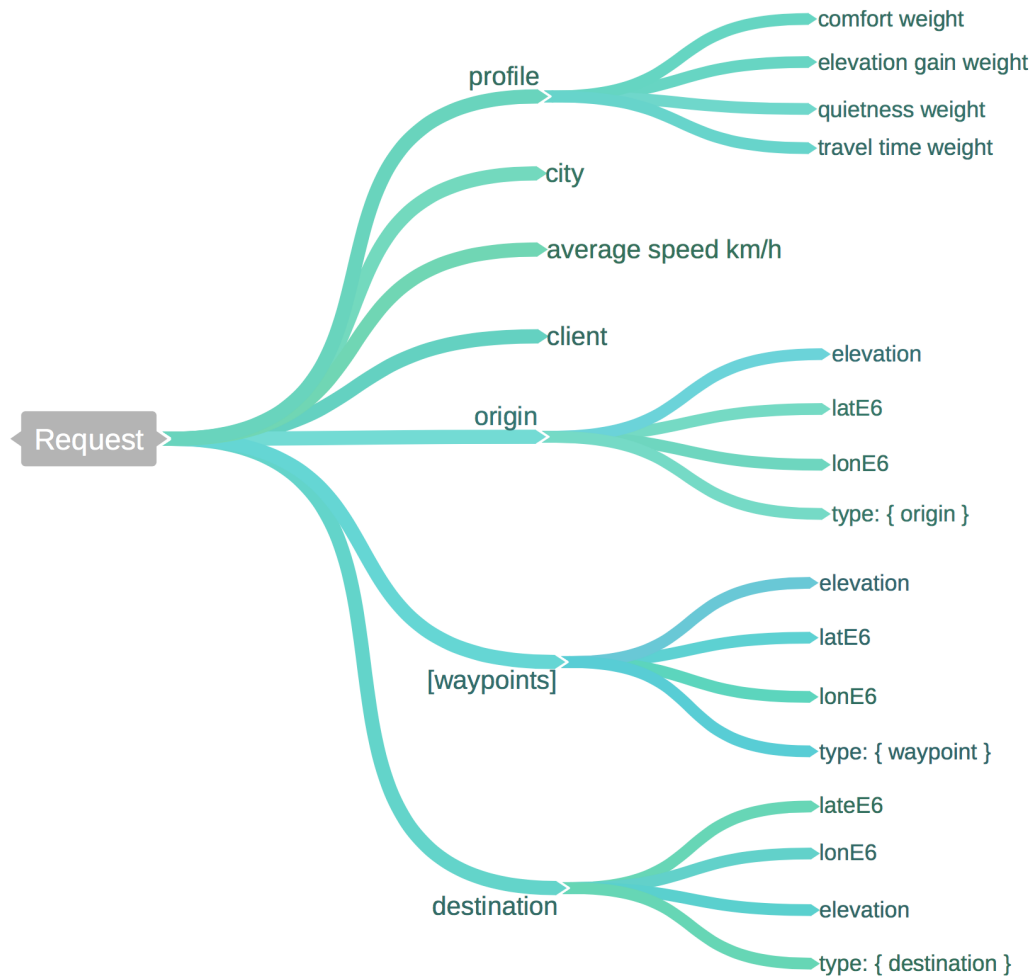 comfort weight
elevation gain weight
profile
quietness weight
travel time weight
city
average speed km/h
client
elevation
latE6
origin
Request
lonE6
type: { origin }
elevation
latE6
[waypoints]
lonE6
type: { waypoint }
lateE6
lonE6
destination
elevation
type: { destination }